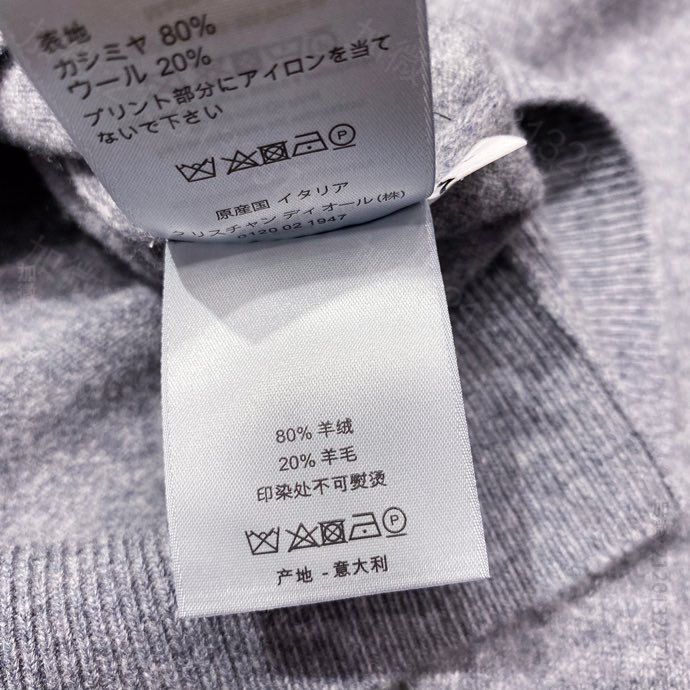 表地
カシミヤ 80%
ウール 20%
プリント部分にアイロンを当て
ないで下さい
P
原産国 イタリア
クリスチャン ディオール(株)
0120 02 1947
80% 羊绒
20% 羊毛
印染处不可熨烫
P
产地 - 意大利